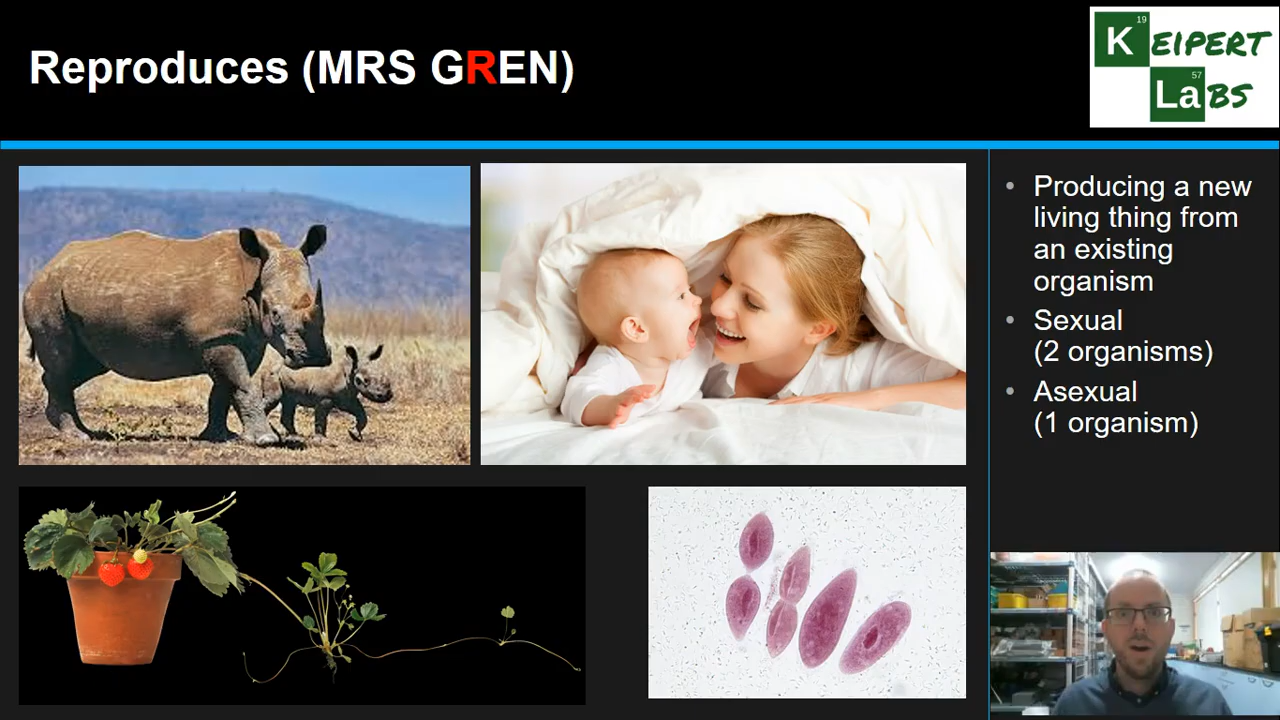 Reproduces (MRS GREN)
19
KEIPERT
57
LaBS
• Producing a new
living thing from
an existing
organism
• Sexual
(2 organisms)
• Asexual
(1 organism)